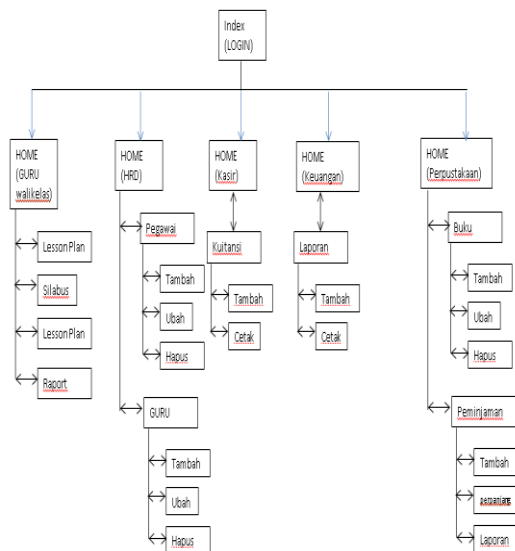 Index
(LOGIN)
HOME
(GURU
walikelas)
Lesson Plan
Silabus
Lesson Plan
Raport
HOME
(HRD)
Pegawai
Tambah
Ubah
Hapus
GURU
Tambah
Ubah
Hapus
HOME
(Kasir)
Kuitansi
Tambah
Cetak
HOME
(Keuangan)
Laporan
Tambah
Cetak
HOME
(Perpustakaan)
Buku
Tambah
Ubah
Hapus
Peminjaman
Tambah
perpanjang
Laporan